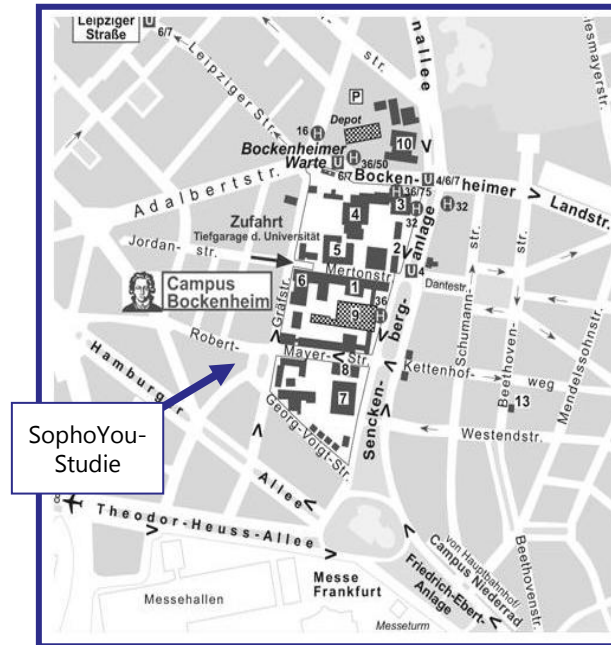 Leipziger
Straße
U
6/7
Leipziger Str.
str.
nallee
iesmayerstr.
P
Depot
16 H
10
Bockenheimer
Warte U
H 36/50
6/7
Bocken-
U 4/6/7
heimer
Landstr.
Adalbertstr.
H 36/75
3
H
32
H 32
4
Zufahrt
Tiefgarage d. Universität
Jordan-
str.
5
2
anlage
Mertonstr.
U 4
Dantestr.
Campus
Bockenheim
6
1
36
H
9
Gräfstr.
berg-
Schumann-
str.
Beethoven-
str.
Mendelssohnstr.
Robert-
Mayer-
Str.
8
7
Kettenhof-
weg
13
Hamburger
Allee
Georg-Voigt-Str.
Sencken-
Westendstr.
SophoYou-
Studie
Theodor-Heuss-Allee
von Hauptbahnhof/
Campus Niederrad
Friedrich-Ebert-
Anlage
Beethovenstr.
Messe
Frankfurt
Messehallen
Messeturm